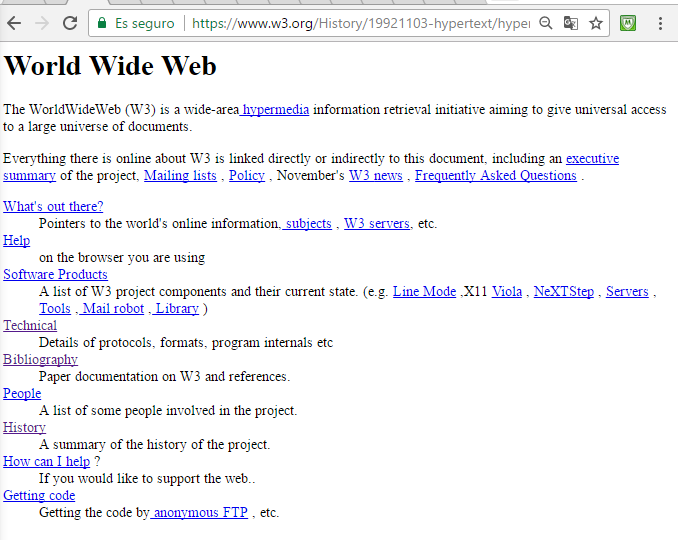 Es seguro | https://www.w3.org/History/19921103-hypertext/hyper
World Wide Web
The WorldWideWeb (W3) is a wide-area hypermedia information retrieval initiative aiming to give universal access
to a large universe of documents.
Everything there is online about W3 is linked directly or indirectly to this document, including an executive
summary of the project, Mailing lists , Policy , November's W3 news , Frequently Asked Questions .
What's out there?
Pointers to the world's online information, subjects , W3 servers, etc.
Help
on the browser you are using
Software Products
A list of W3 project components and their current state. (e.g. Line Mode ,X11 Viola , NeXTStep , Servers ,
Tools , Mail robot , Library )
Technical
Details of protocols, formats, program internals etc
Bibliography
Paper documentation on W3 and references.
People
A list of some people involved in the project.
History
A summary of the history of the project.
How can I help ?
If you would like to support the web..
Getting code
Getting the code by anonymous FTP , etc.